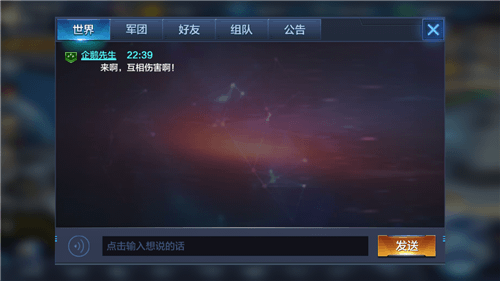 世界 军团 好友 组队 公告
企鹅先生 22:39
来啊，互相伤害啊！
点击输入想说的话 发送